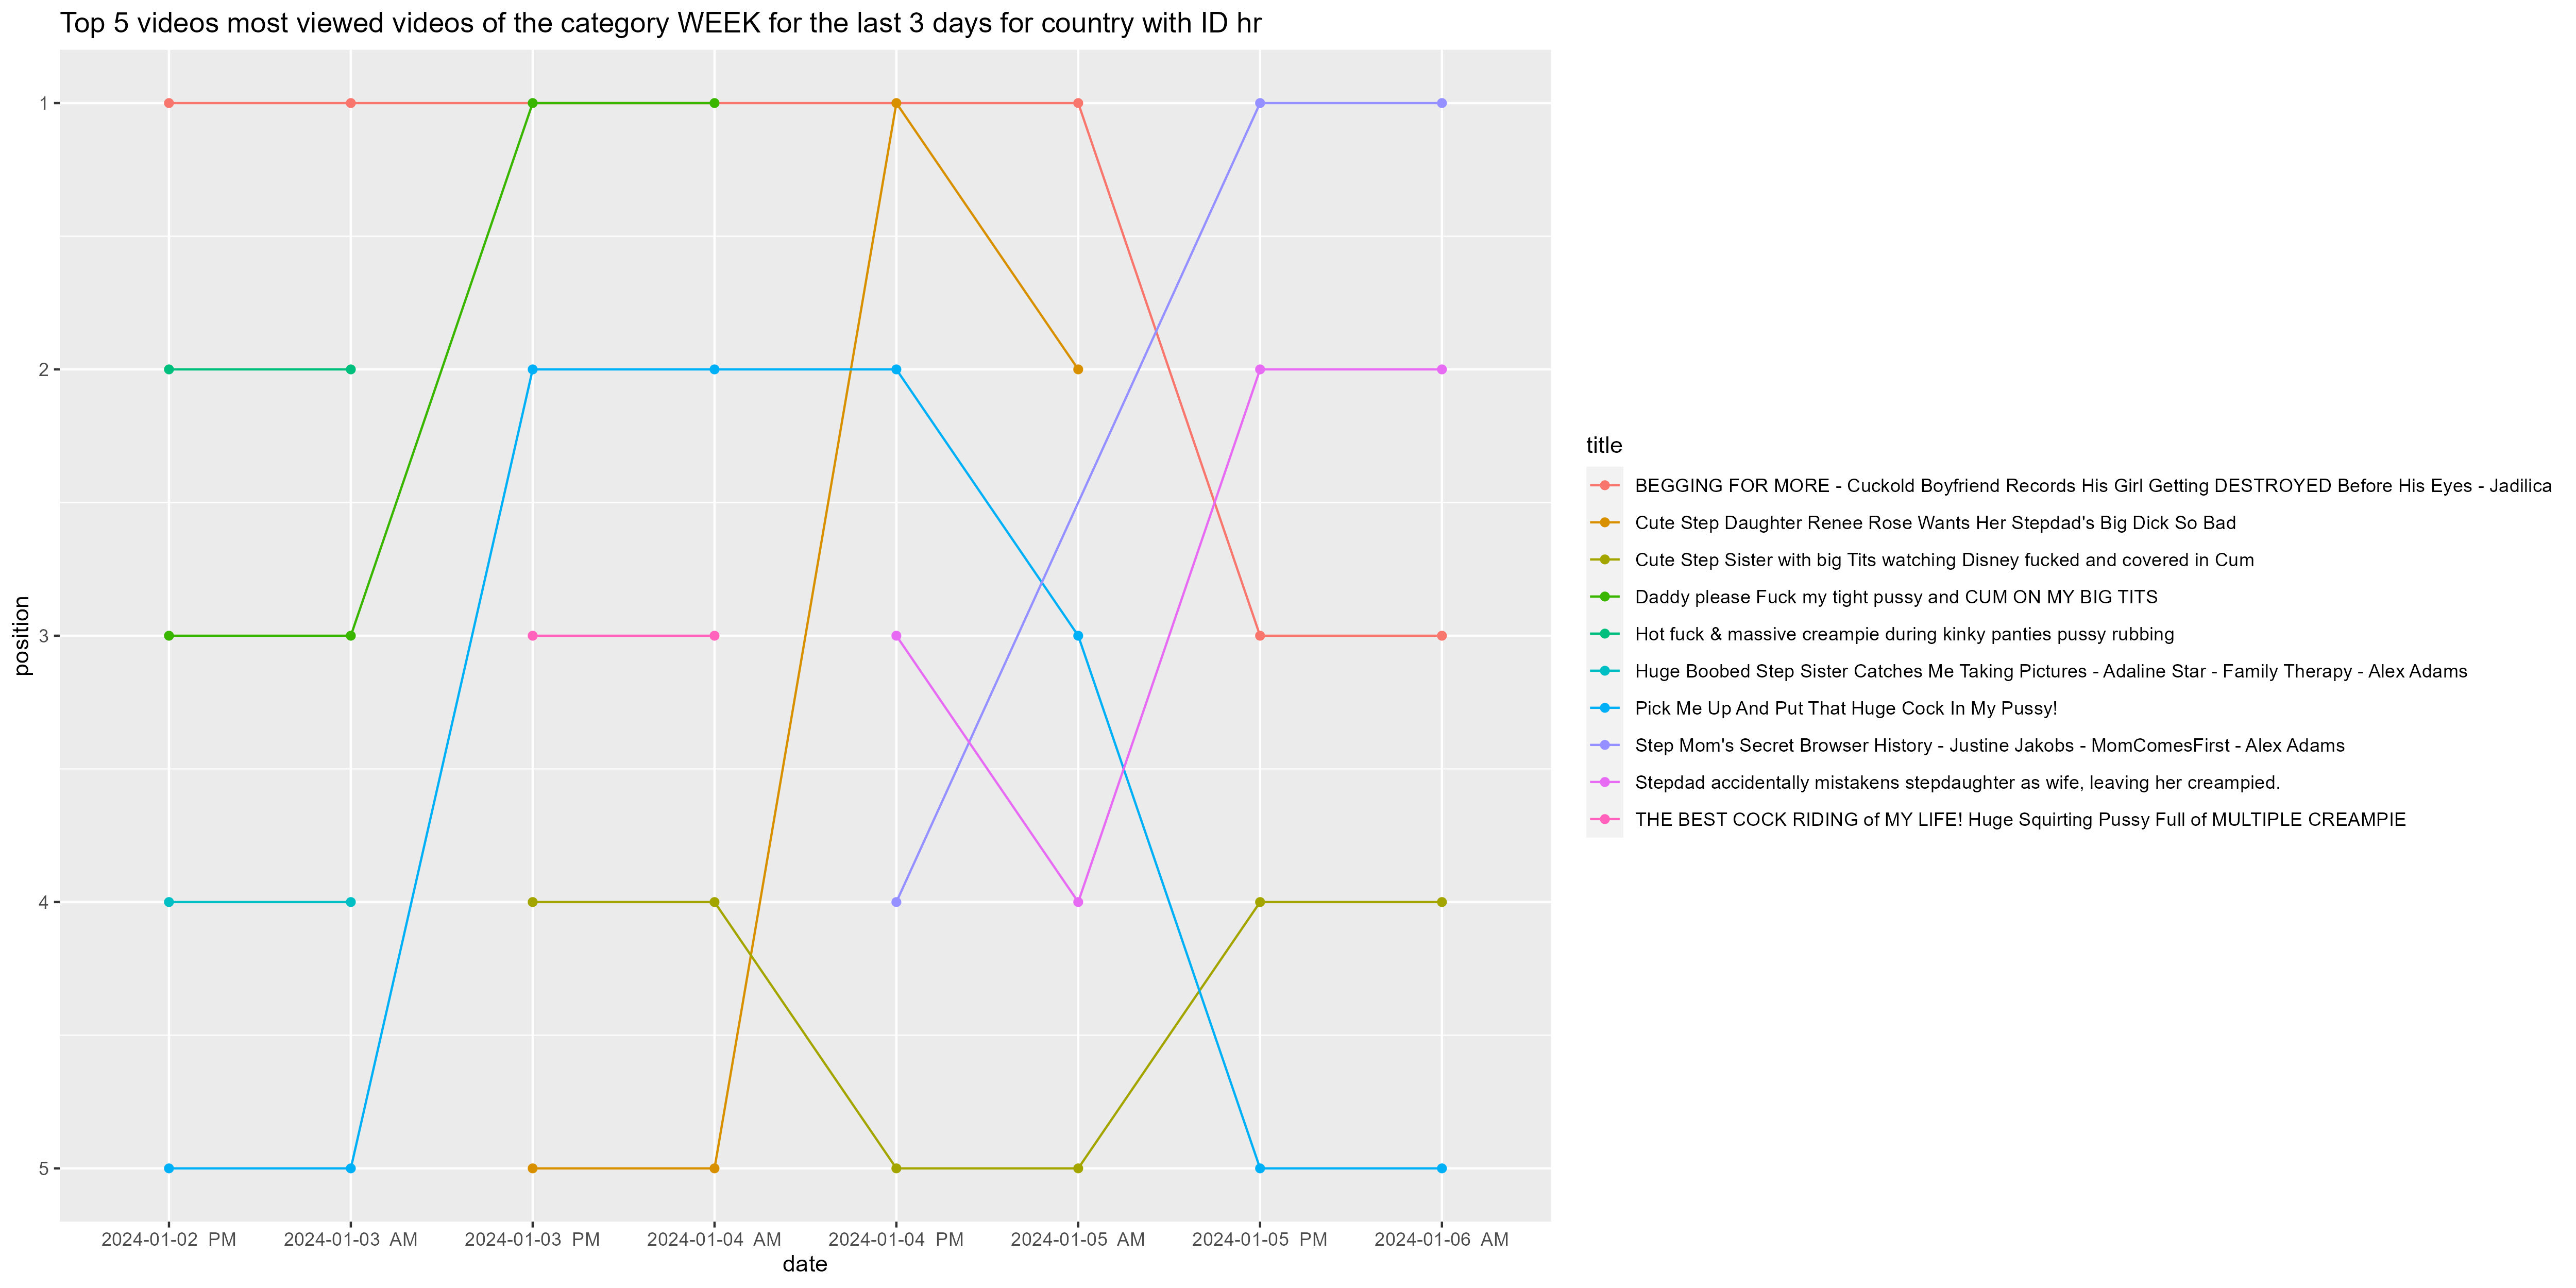 Top 5 videos most viewed videos of the category WEEK for the last 3 days for country with ID hr
1
2
3
4
5
position
2024-01-02 PM
2024-01-03 AM
2024-01-03 PM
2024-01-04 AM
2024-01-04 PM
2024-01-05 AM
2024-01-05 PM
2024-01-06 AM
date
title
BEGGING FOR MORE - Cuckold Boyfriend Records His Girl Getting DESTROYED Before His Eyes - Jadilica
Cute Step Daughter Renee Rose Wants Her Stepdad's Big Dick So Bad
Cute Step Sister with big Tits watching Disney fucked and covered in Cum
Daddy please Fuck my tight pussy and CUM ON MY BIG TITS
Hot fuck & massive creampie during kinky panties pussy rubbing
Huge Boobed Step Sister Catches Me Taking Pictures - Adaline Star - Family Therapy - Alex Adams
Pick Me Up And Put That Huge Cock In My Pussy!
Step Mom's Secret Browser History - Justine Jakobs - MomComesFirst - Alex Adams
Stepdad accidentally mistakens stepdaughter as wife, leaving her creampied.
THE BEST COCK RIDING of MY LIFE! Huge Squirting Pussy Full of MULTIPLE CREAMPIE